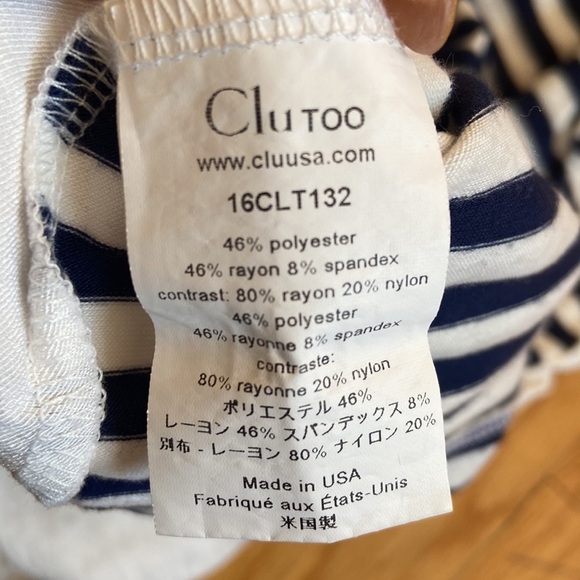 Clu TOO
www.cluusa.com
16CLT132
46% polyester
46% rayon 8% spandex
contrast: 80% rayon 20% nylon
46% polyester
46% rayonne 8% spandex
contraste:
80% rayonne 20% nylon
ポリエステル 46%
レーヨン 46% スパンデックス 8%
別布 - レーヨン 80% ナイロン 20%
Made in USA
Fabriqué aux États-Unis
米国製